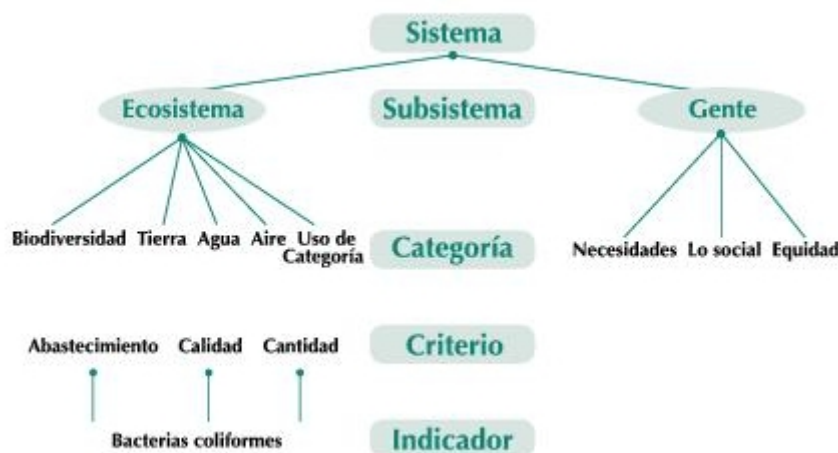 Sistema
Ecosistema
Subsistema
Gente
Biodiversidad
Tierra
Agua
Aire
Uso de
Categoría
Categoría
Necesidades
Lo social
Equidad
Abastecimiento
Calidad
Cantidad
Criterio
Bacterias coliformes
Indicador